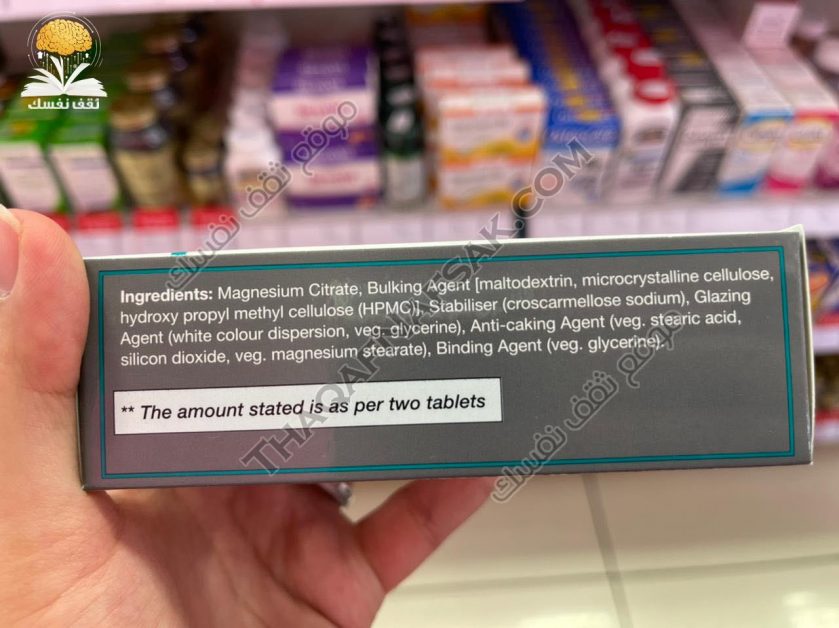 ثقف نفسك
Ingredients: Magnesium Citrate, Bulking Agent [maltodextrin, microcrystalline cellulose,
hydroxy propyl methyl cellulose (HPMC)], Stabiliser (croscarmellose sodium), Glazing
Agent (white colour dispersion, veg. glycerine), Anti-caking Agent (veg. stearic acid,
silicon dioxide, veg. magnesium stearate), Binding Agent (veg. glycerine).
** The amount stated is as per two tablets
موقع ثقف نفسك
THAQAFNAFSAK.COM
موقع ثقف نفسك